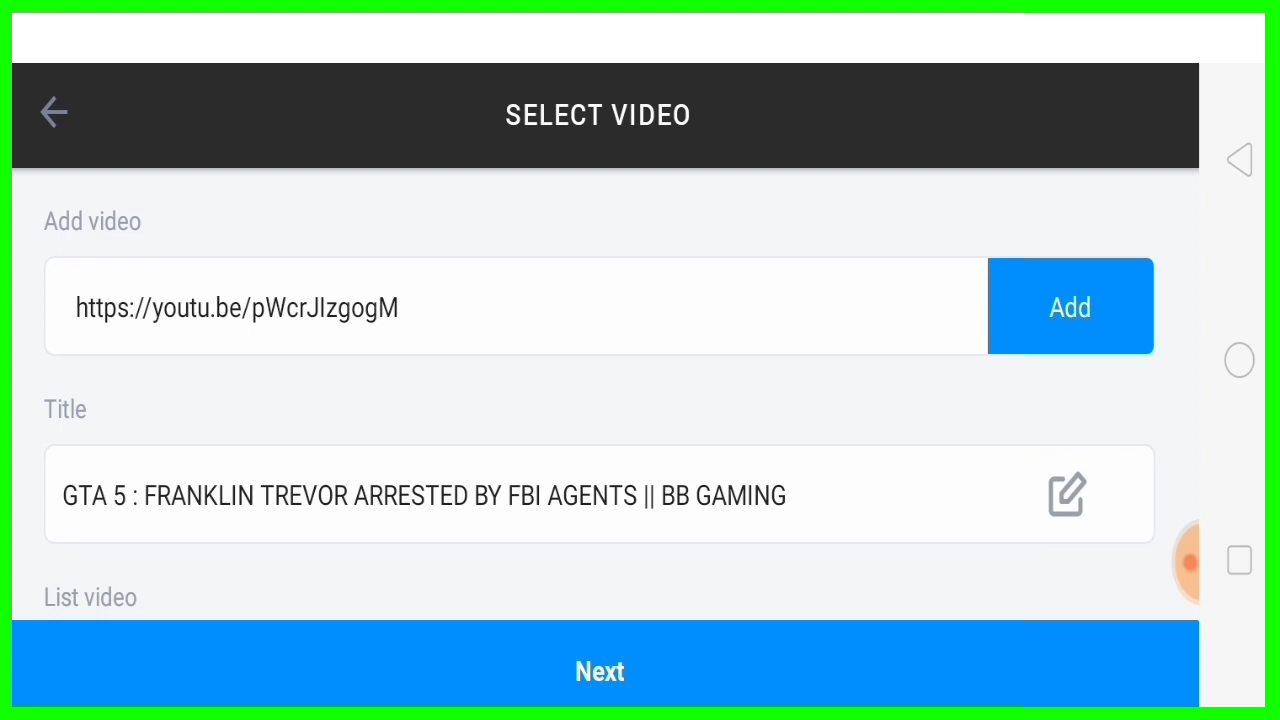 SELECT VIDEO
Add video
https://youtu.be/pWcrJIzgogM
Add
Title
GTA 5 : FRANKLIN TREVOR ARRESTED BY FBI AGENTS || BB GAMING
List video
Next